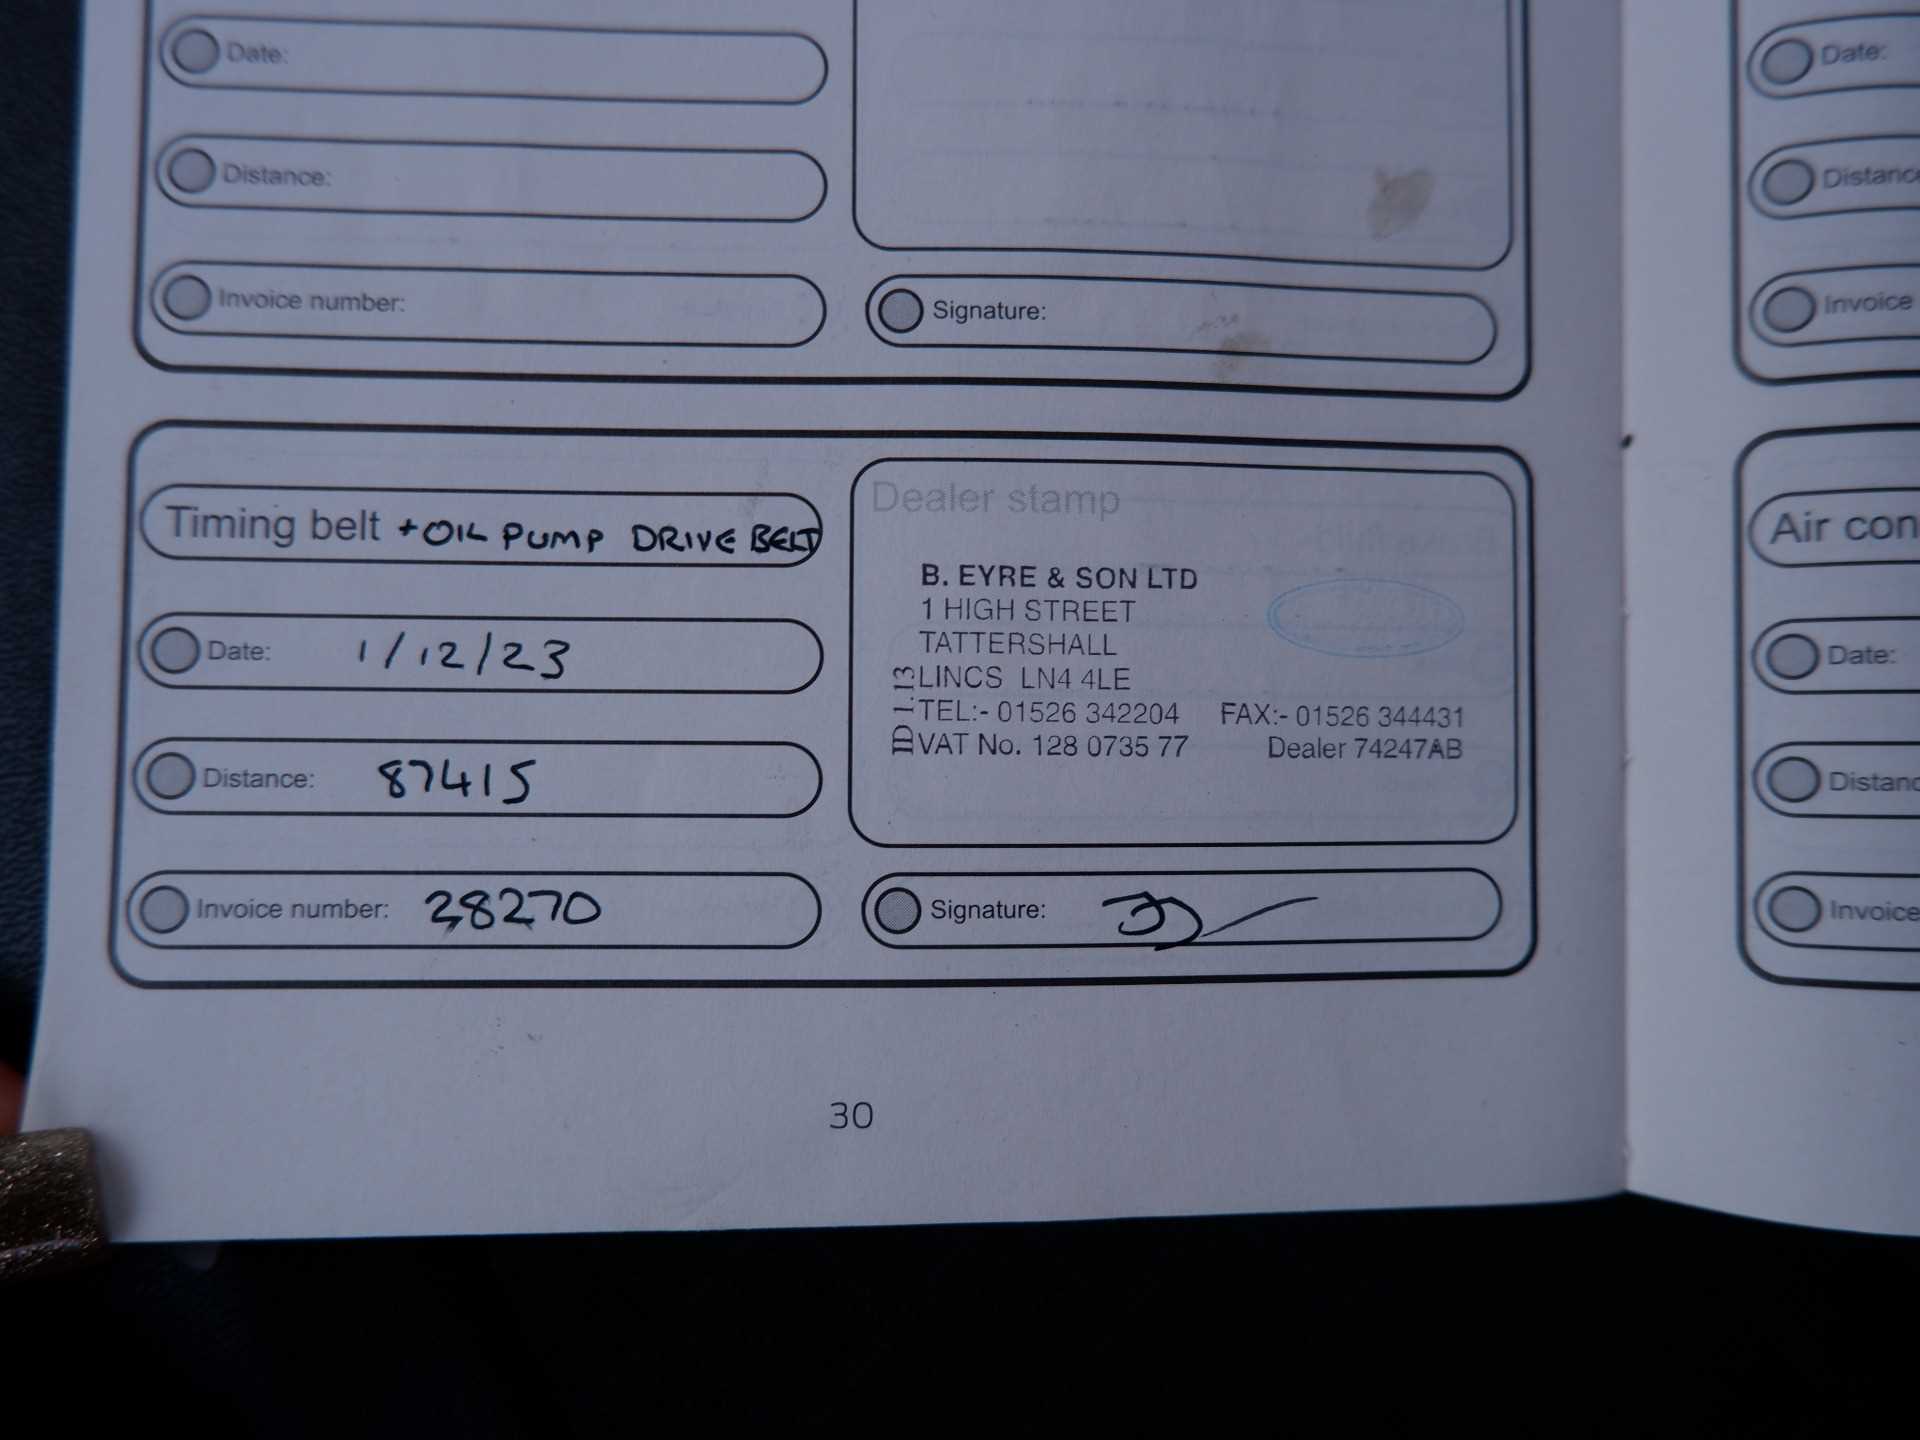 Date:
Distance:
Invoice number:
Signature:
Timing belt + OIL PUMP DRIVE BELT
Date: 1/12/23
Distance: 87415
Invoice number: 28270
Dealer stamp
B. EYRE & SON LTD
1 HIGH STREET
TATTERSHALL
LINCS LN4 4LE
TEL:- 01526 342204 FAX:- 01526 344431
VAT No. 128 0735 77 Dealer 74247AB
ID 1.13
Signature:
30
Date:
Distance
Invoice
Air con
Date:
Distanc
Invoice